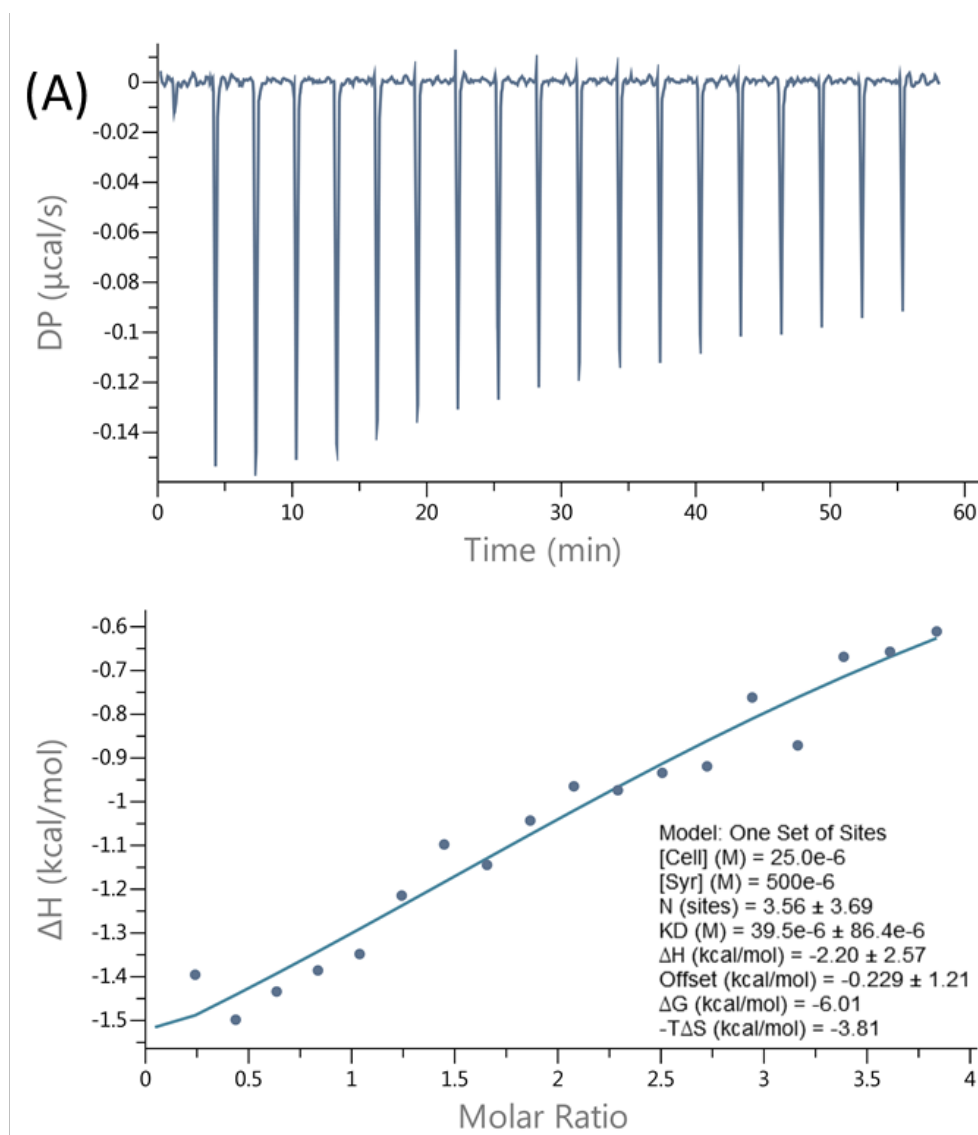 (A)
0
-0.02
-0.04
-0.06
-0.08
-0.1
-0.12
-0.14
DP (µcal/s)
0 10 20 30 40 50 60
Time (min)
-0.6
-0.7
-0.8
-0.9
-1
-1.1
-1.2
-1.3
-1.4
-1.5
ΔH (kcal/mol)
Model: One Set of Sites
[Cell] (M) = 25.0e-6
[Syr] (M) = 500e-6
N (sites) = 3.56 ± 3.69
KD (M) = 39.5e-6 ± 86.4e-6
ΔH (kcal/mol) = -2.20 ± 2.57
Offset (kcal/mol) = -0.229 ± 1.21
ΔG (kcal/mol) = -6.01
-TΔS (kcal/mol) = -3.81
0 0.5 1 1.5 2 2.5 3 3.5 4
Molar Ratio